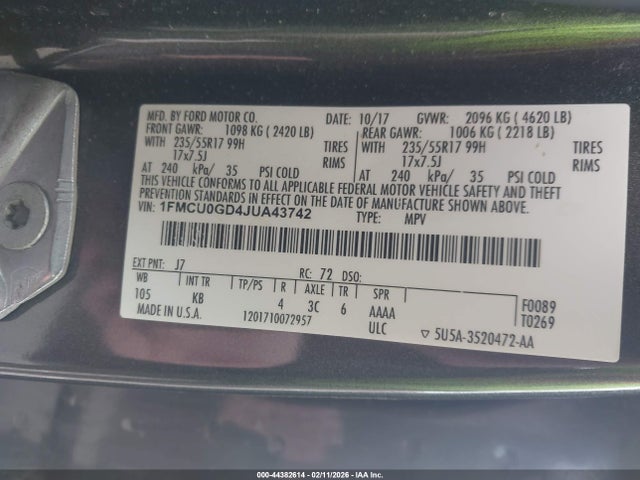 MFD. BY FORD MOTOR CO. DATE: 10/17 GVWR: 2096 KG ( 4620 LB)
FRONT GAWR: 1098 KG ( 2420 LB) REAR GAWR: 1006 KG ( 2218 LB)
WITH 235/55R17 99H TIRES WITH 235/55R17 99H TIRES
17x7.5J RIMS 17x7.5J RIMS
AT 240 kPa/ 35 PSI COLD AT 240 kPa/ 35 PSI COLD
THIS VEHICLE CONFORMS TO ALL APPLICABLE FEDERAL MOTOR VEHICLE SAFETY AND THEFT
PREVENTION STANDARDS IN EFFECT ON THE DATE OF MANUFACTURE SHOWN ABOVE.
VIN: 1FMCU0GD4JUA43742 TYPE: MPV
EXT PNT: J7 RC: 72 DSO:
WB INT TR TP/PS R AXLE TR SPR F0089
105 KB 4 3C 6 AAAA T0269
MADE IN U.S.A. 1201710072957 ULC ▽ 5U5A-3520472-AA
000-44382614 - 02/11/2026 - IAA Inc.